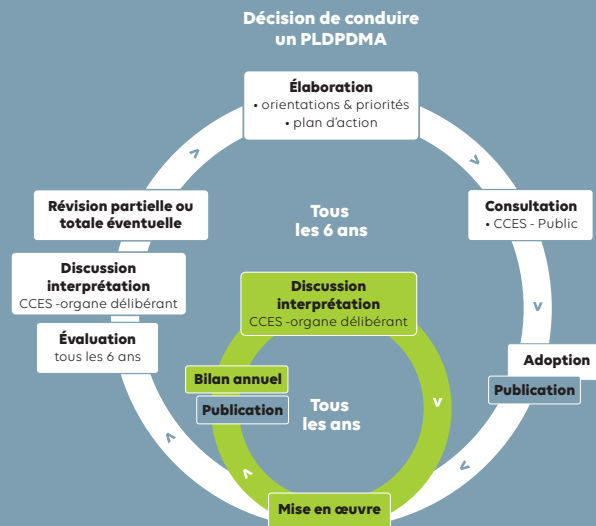 Décision de conduire
un PLDPDMA
Élaboration
• orientations & priorités
• plan d'action
Consultation
• CCES - Public
Adoption
Publication
Mise en œuvre
Évaluation
tous les 6 ans
Discussion
interprétation
CCES -organe délibérant
Révision partielle ou
totale éventuelle
Tous
les 6 ans
Discussion
interprétation
CCES -organe délibérant
Bilan annuel
Publication
Tous
les ans